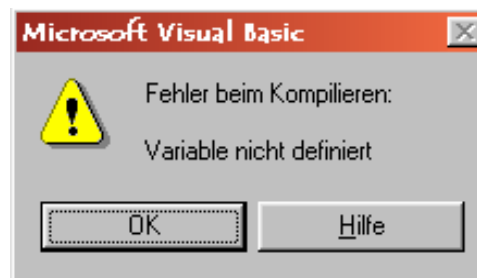 Microsoft Visual Basic
Fehler beim Kompilieren:
Variable nicht definiert
OK
Hilfe